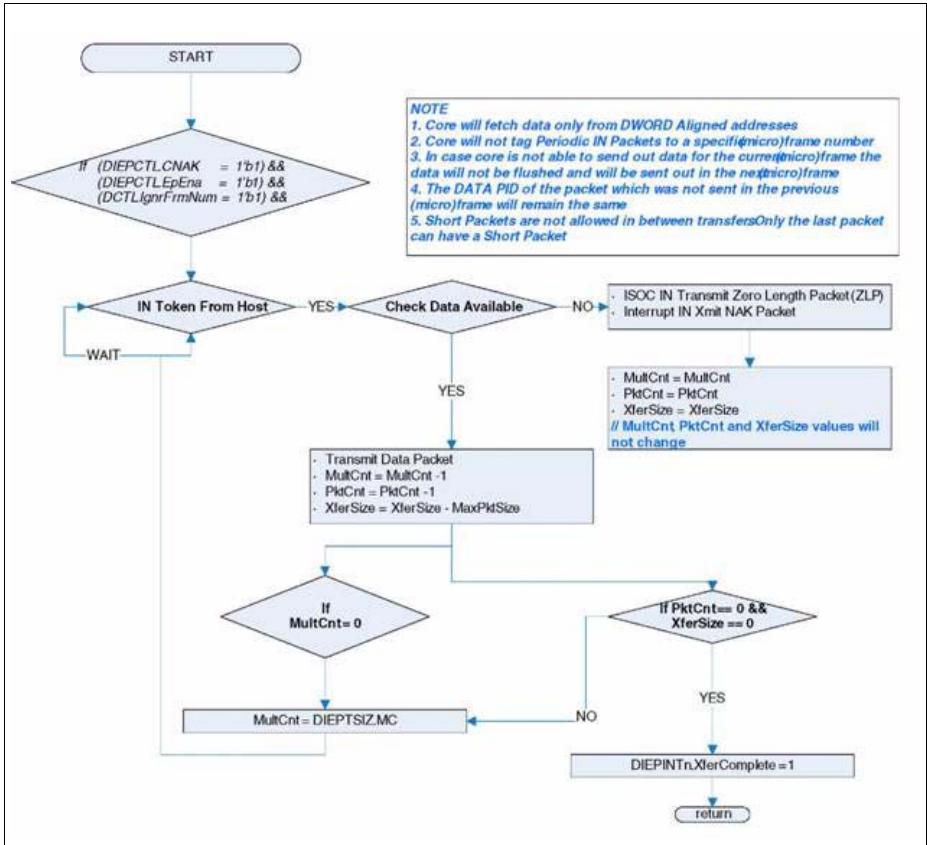 START
If (DIEPCTL.CNAK = 1'b1) &&
(DIEPCTL.EpEna = 1'b1) &&
(DCTL.IgnrFrmNum = 1'b1) &&
NOTE
1. Core will fetch data only from DWORD Aligned addresses
2. Core will not tag Periodic IN Packets to a specific(micro)frame number
3. In case core is not able to send out data for the current(micro)frame the
data will not be flushed and will be sent out in the next(micro)frame
4. The DATA PID of the packet which was not sent in the previous
(micro)frame will remain the same
5. Short Packets are not allowed in between transfersOnly the last packet
can have a Short Packet
IN Token From Host
YES
Check Data Available
NO
· ISOC IN Transmit Zero Length Packet(ZLP)
· Interrupt IN Xmit NAK Packet
WAIT
YES
· MultCnt = MultCnt
· PktCnt = PktCnt
· XferSize = XferSize
// MultCnt, PktCnt and XferSize values will
not change
· Transmit Data Packet
· MultCnt = MultCnt -1
· PktCnt = PktCnt -1
· XferSize = XferSize - MaxPktSize
If
MultCnt= 0
If PktCnt== 0 &&
XferSize == 0
YES
NO
MultCnt = DIEPTSIZ.MC
DIEPINTn.XferComplete =1
return